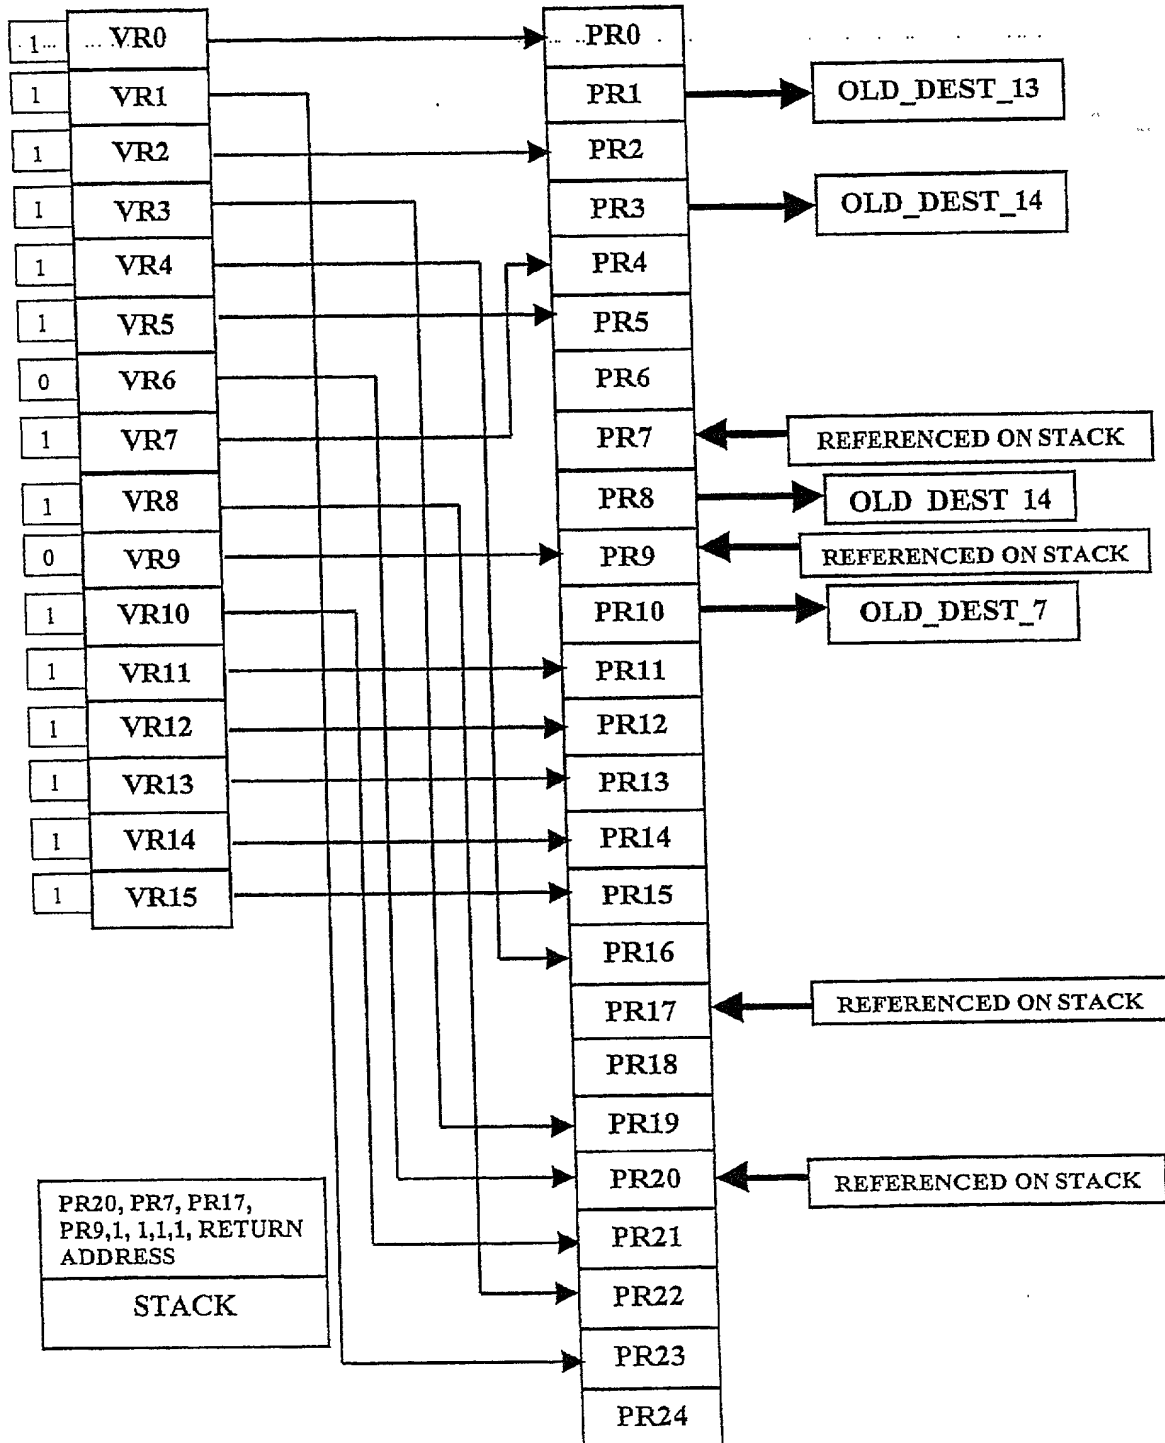 1 VR0 PR0
1 VR1 PR1 OLD_DEST_13
1 VR2 PR2
1 VR3 PR3 OLD_DEST_14
1 VR4 PR4
1 VR5 PR5
0 VR6 PR6
1 VR7 PR7 REFERENCED ON STACK
1 VR8 PR8 OLD DEST 14
0 VR9 PR9 REFERENCED ON STACK
1 VR10 PR10 OLD_DEST_7
1 VR11 PR11
1 VR12 PR12
1 VR13 PR13
1 VR14 PR14
1 VR15 PR15
PR16
PR17 REFERENCED ON STACK
PR18
PR19
PR20 REFERENCED ON STACK
PR21
PR22
PR23
PR24
PR20, PR7, PR17,
PR9,1, 1,1,1, RETURN
ADDRESS
STACK